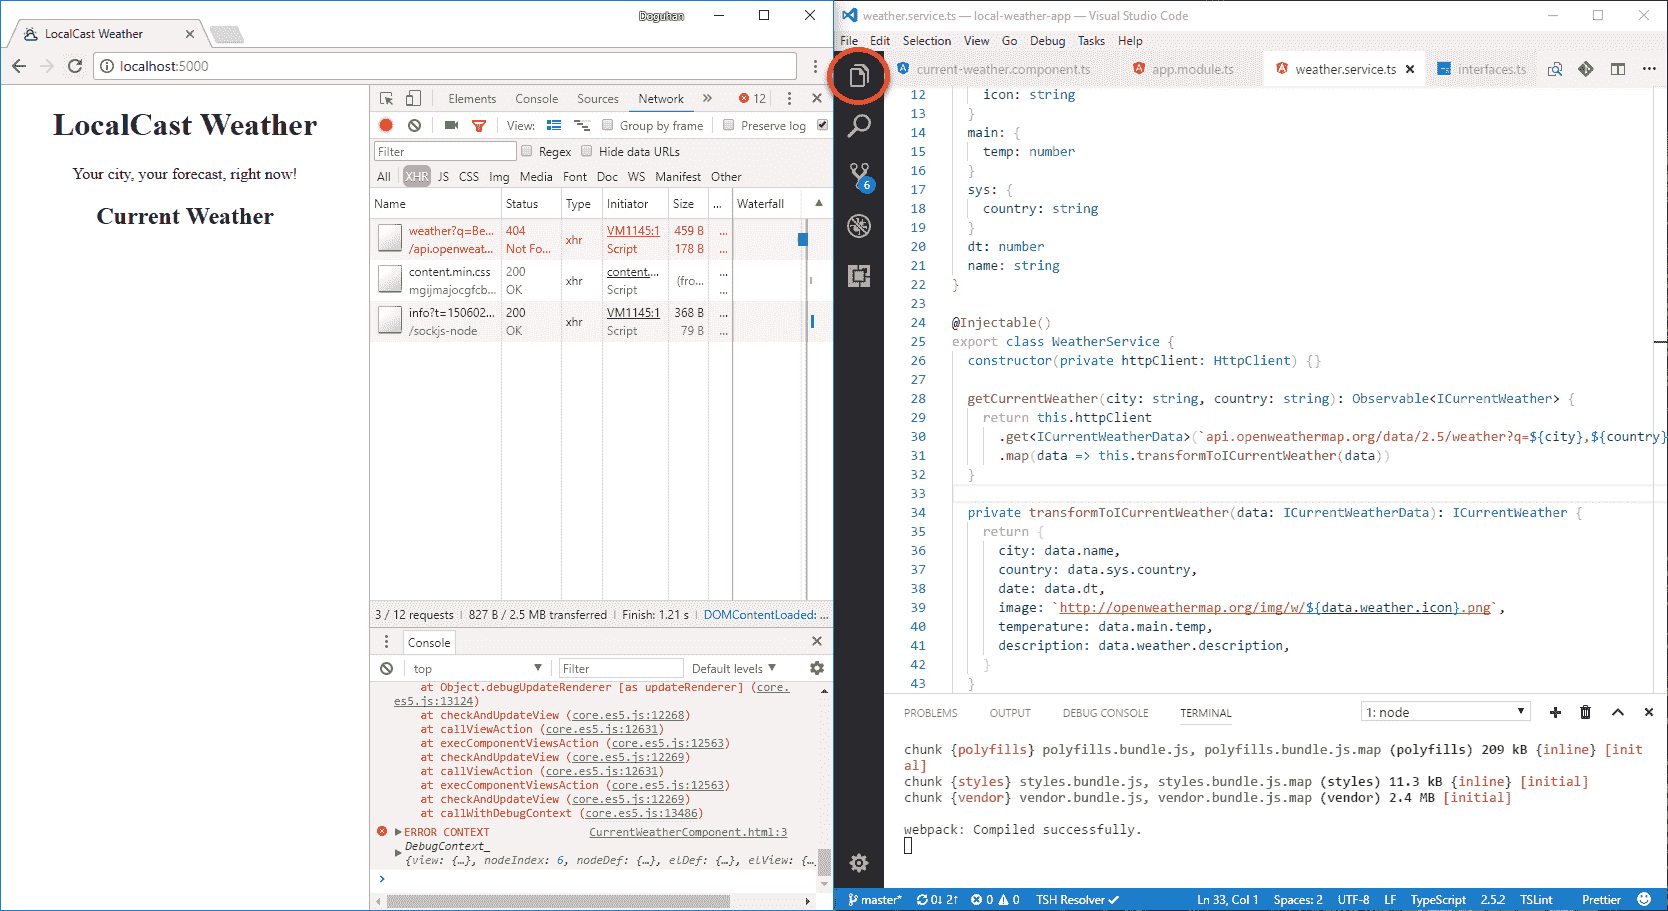 Doguhan
LocalCast Weather
localhost:5000
LocalCast Weather
Your city, your forecast, right now!
Current Weather
Elements Console Sources Network » 12
View: Group by frame Preserve log
Filter Regex Hide data URLs
All XHR JS CSS Img Media Font Doc WS Manifest Other
Name Status Type Initiator Size ... Waterfall
weather?q=Be... 404 xhr VM1145:1 459 B ...
/api.openweat... Not Fo... Script 178 B ...
content.min.css 200 xhr content.... (fro... ...
mgijmajocgfcb... OK Script ...
info?t=150602... 200 xhr VM1145:1 368 B ...
/sockjs-node OK Script 79 B ...
3 / 12 requests | 827 B / 2.5 MB transferred | Finish: 1.21 s | DOMContentLoaded: ...
Console
top Filter Default levels
at Object.debugUpdateRenderer [as updateRenderer] (core.
es5.js:13124)
at checkAndUpdateView (core.es5.js:12268)
at callViewAction (core.es5.js:12631)
at execComponentViewsAction (core.es5.js:12563)
at checkAndUpdateView (core.es5.js:12269)
at callViewAction (core.es5.js:12631)
at execComponentViewsAction (core.es5.js:12563)
at checkAndUpdateView (core.es5.js:12269)
at callWithDebugContext (core.es5.js:13486)
ERROR CONTEXT CurrentWeatherComponent.html:3
DebugContext_
{view: {…}, nodeIndex: 6, nodeDef: {…}, elDef: {…}, elView: {…
weather.service.ts — local-weather-app — Visual Studio Code
File Edit Selection View Go Debug Tasks Help
current-weather.component.ts app.module.ts weather.service.ts interfaces.ts
6
12 icon: string
13 }
14 main: {
15 temp: number
16 }
17 sys: {
18 country: string
19 }
20 dt: number
21 name: string
22 }
23
24 @Injectable()
25 export class WeatherService {
26 constructor(private httpClient: HttpClient) {}
27
28 getCurrentWeather(city: string, country: string): Observable<ICurrentWeather> {
29 return this.httpClient
30 .get<ICurrentWeatherData>(`api.openweathermap.org/data/2.5/weather?q=${city},${country}
31 .map(data => this.transformToICurrentWeather(data))
32 }
33
34 private transformToICurrentWeather(data: ICurrentWeatherData): ICurrentWeather {
35 return {
36 city: data.name,
37 country: data.sys.country,
38 date: data.dt,
39 image: `http://openweathermap.org/img/w/${data.weather.icon}.png`,
40 temperature: data.main.temp,
41 description: data.weather.description,
42 }
43 }
PROBLEMS OUTPUT DEBUG CONSOLE TERMINAL 1: node
chunk {polyfills} polyfills.bundle.js, polyfills.bundle.js.map (polyfills) 209 kB {inline} [init
al]
chunk {styles} styles.bundle.js, styles.bundle.js.map (styles) 11.3 kB {inline} [initial]
chunk {vendor} vendor.bundle.js, vendor.bundle.js.map (vendor) 2.4 MB [initial]
webpack: Compiled successfully.
master* 0↓ 2↑ 0 0 TSH Resolver ✓ Ln 33, Col 1 Spaces: 2 UTF-8 LF TypeScript 2.5.2 TSLint Prettier